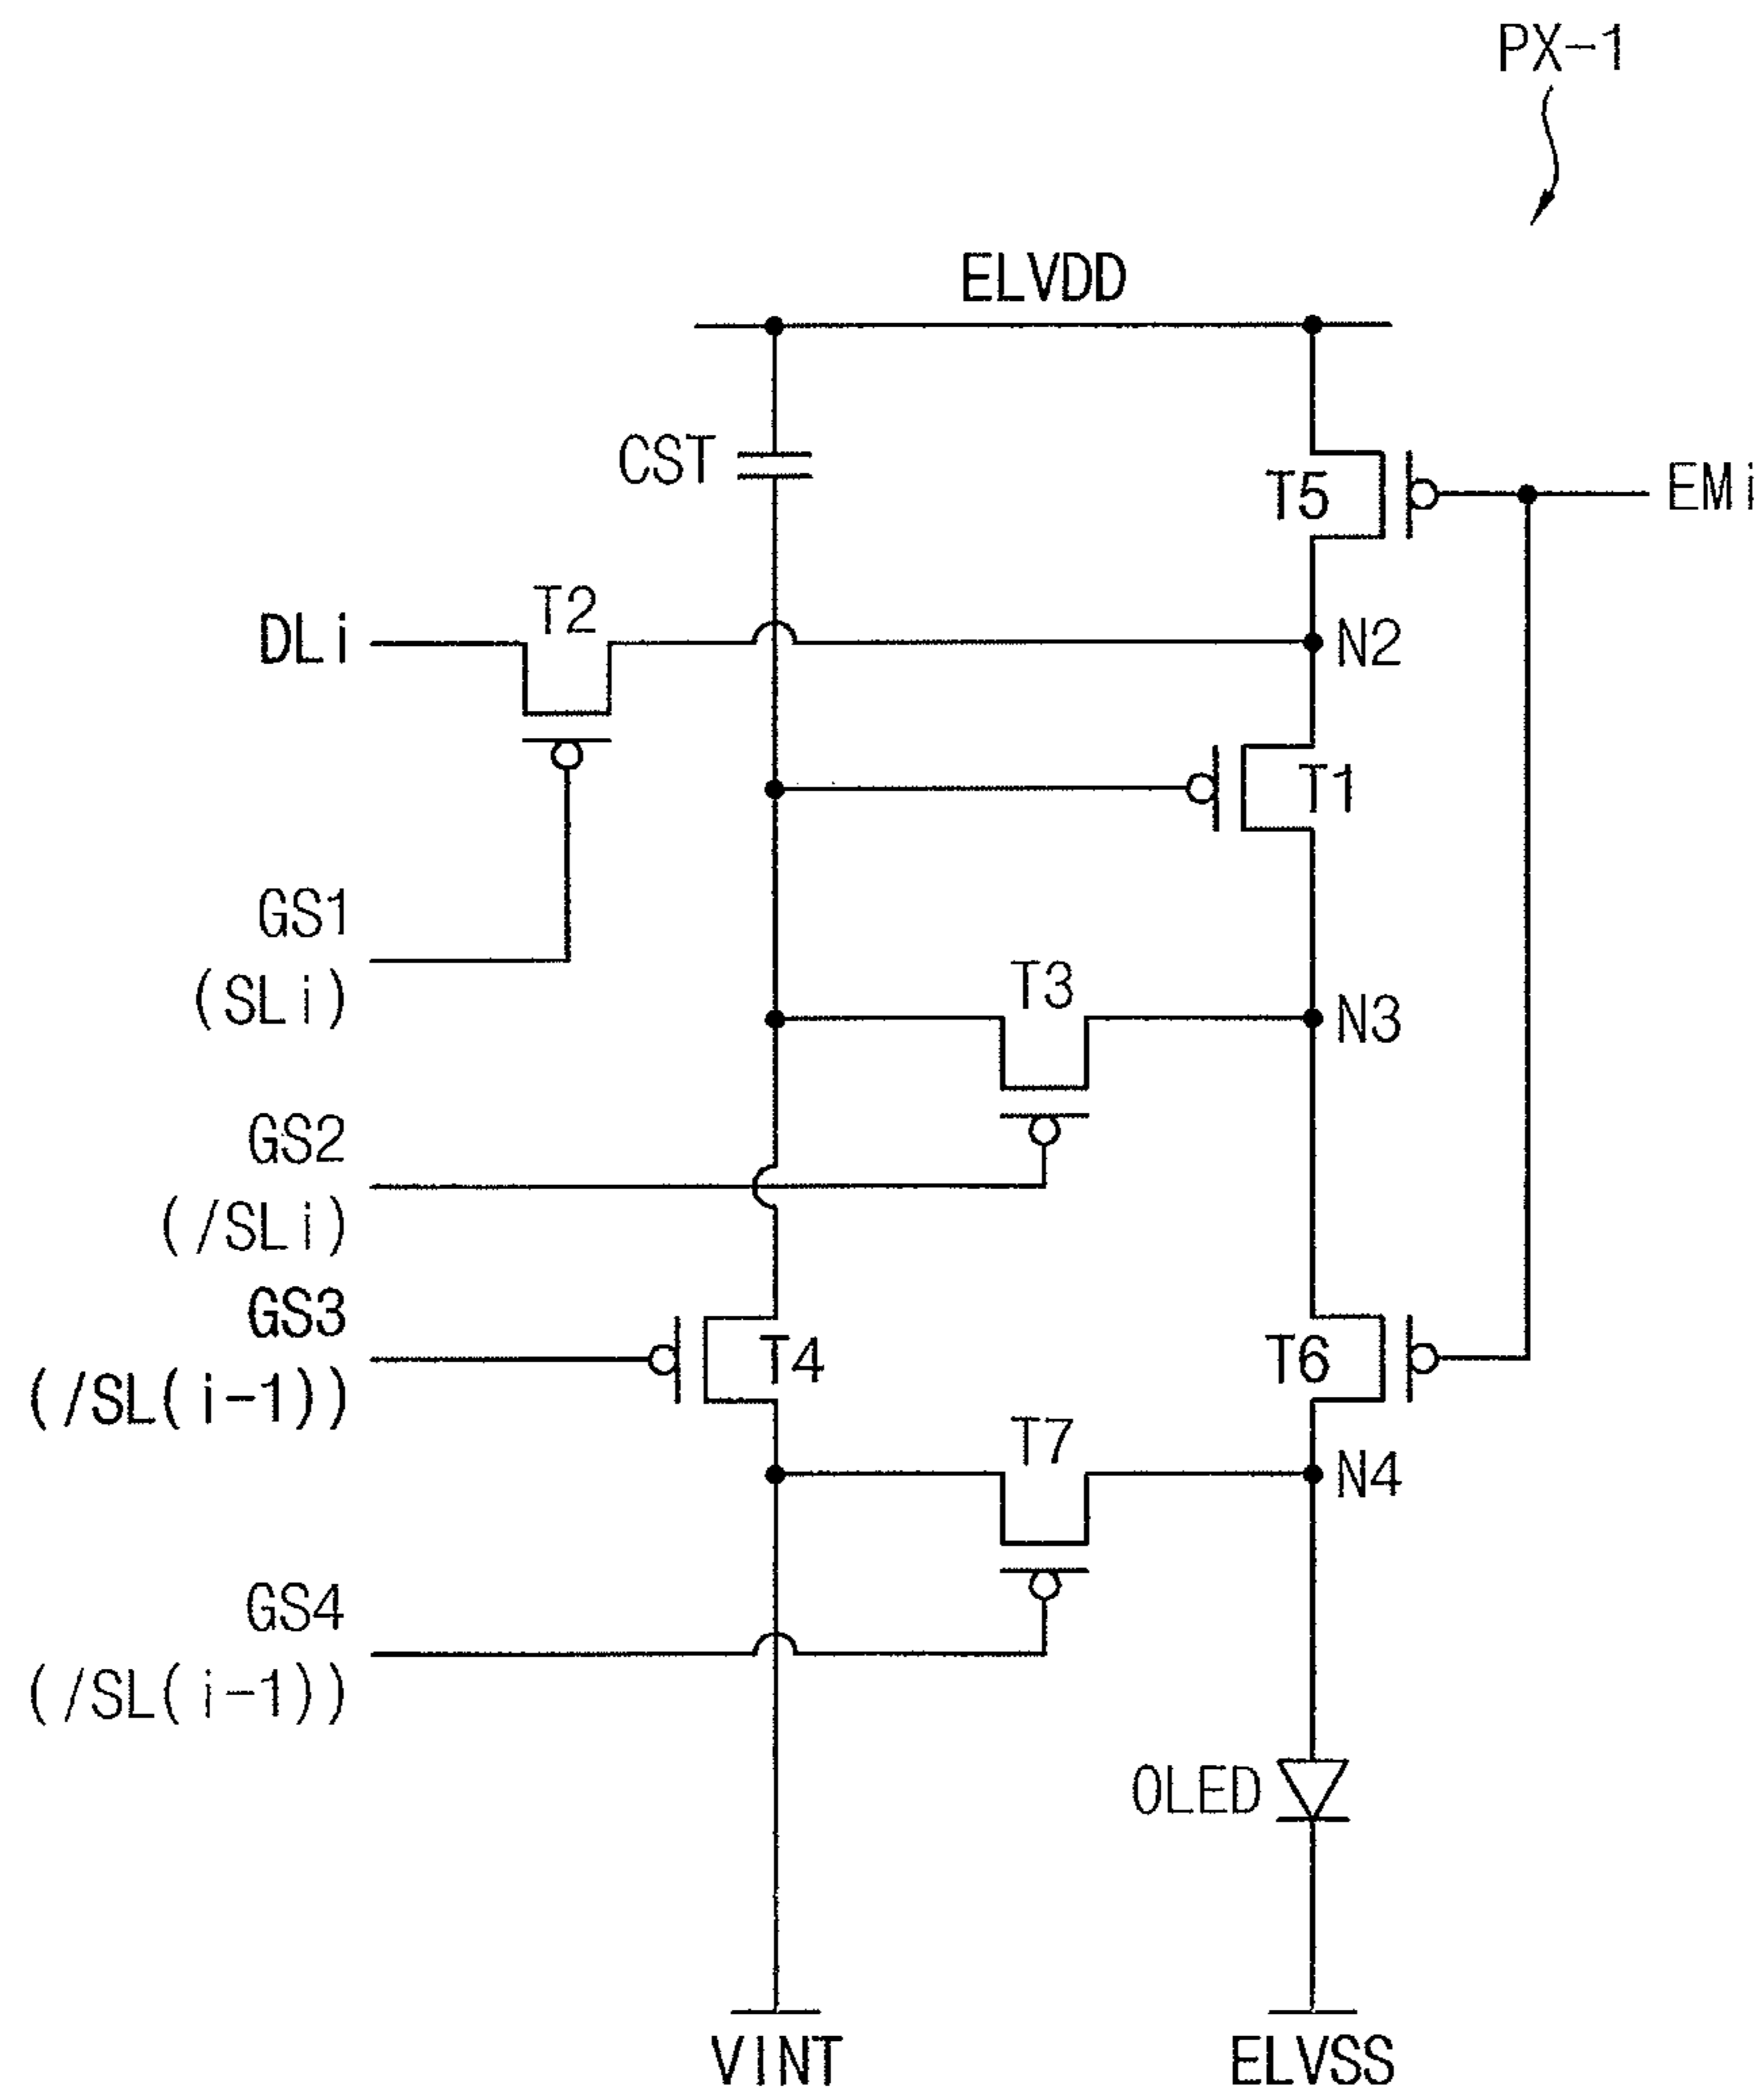 PX-1
ELVDD
CST
T5
EMi
DLi
T2
N2
T1
GS1
(SLi)
T3
N3
GS2
(/SLi)
GS3
(/SL(i-1))
T4
T6
T7
N4
GS4
(/SL(i-1))
OLED
VINT
ELVSS